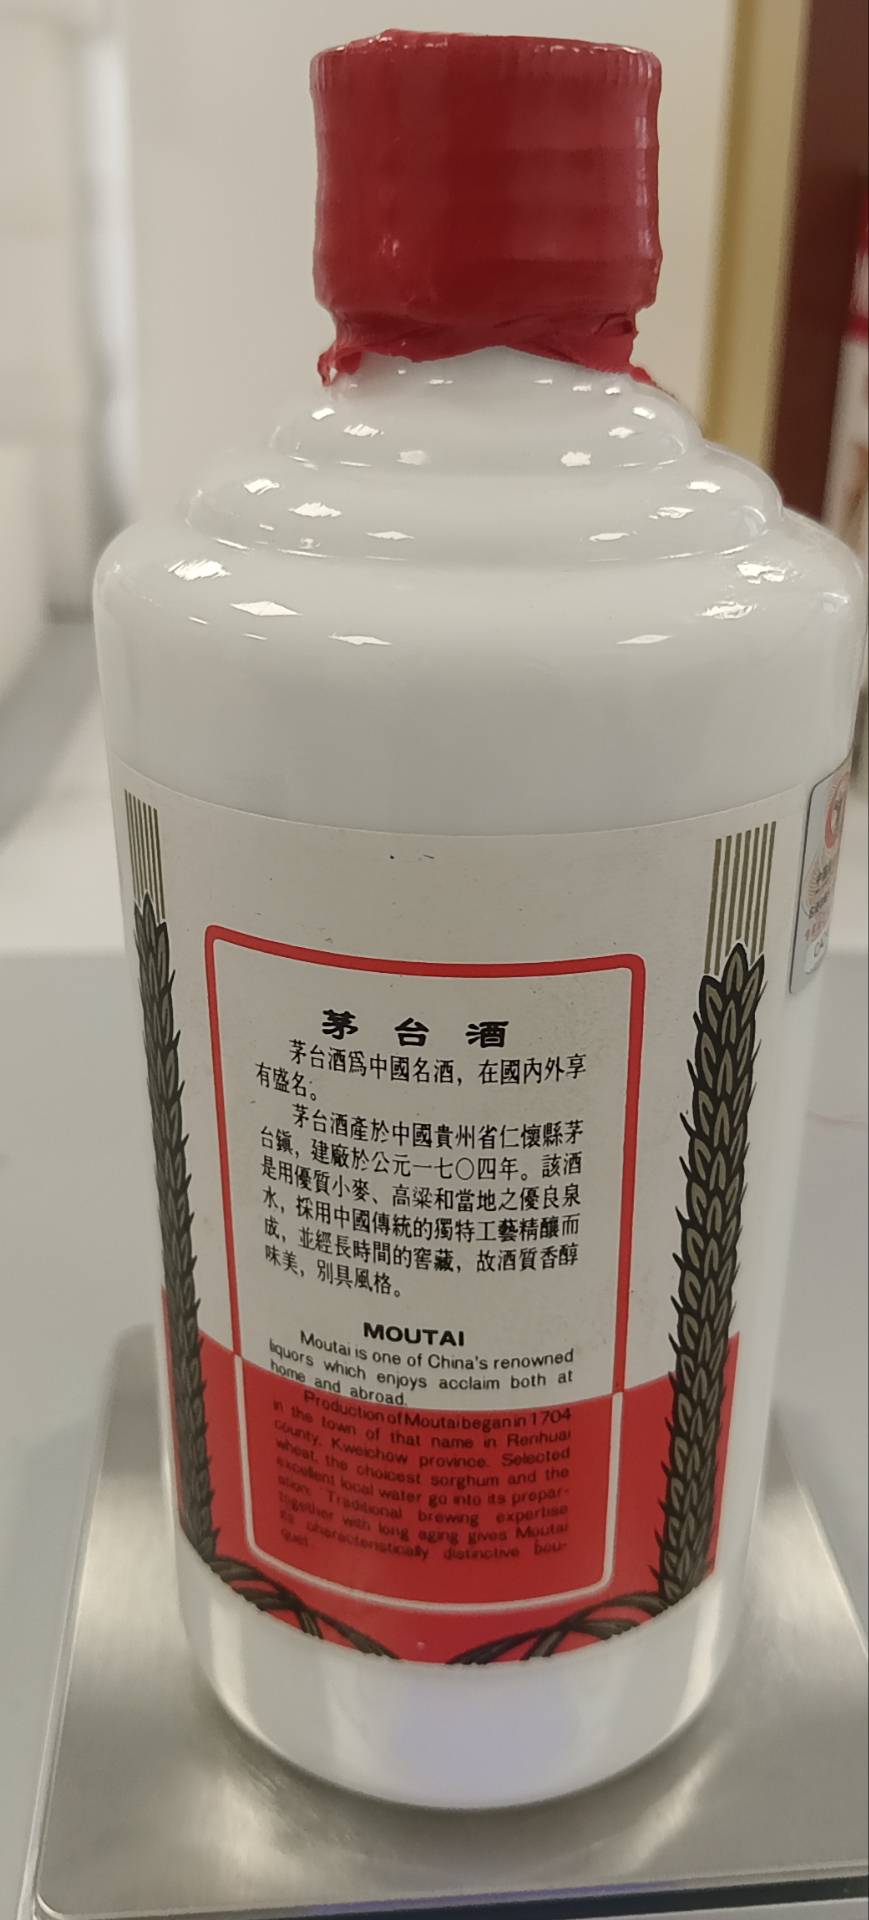 茅台酒
茅台酒爲中國名酒，在國內外享
有盛名。
茅台酒產於中國貴州省仁懷縣茅
台鎮，建廠於公元一七〇四年。該酒
是用優質小麥、高粱和當地之優良泉
水，採用中國傳統的獨特工藝精釀而
成，並經長時間的窖藏，故酒質香醇
味美，別具風格。
MOUTAI
Moutai is one of China's renowned
liquors which enjoys acclaim both at
home and abroad.
Production of Moutai began in 1704
in the town of that name in Renhuai
county, Kweichow province. Selected
wheat, the choicest sorghum and the
excellent local water go into its prepar-
ation. Traditional brewing expertise
together with long aging gives Moutai
its characteristically distinctive bou-
quet.